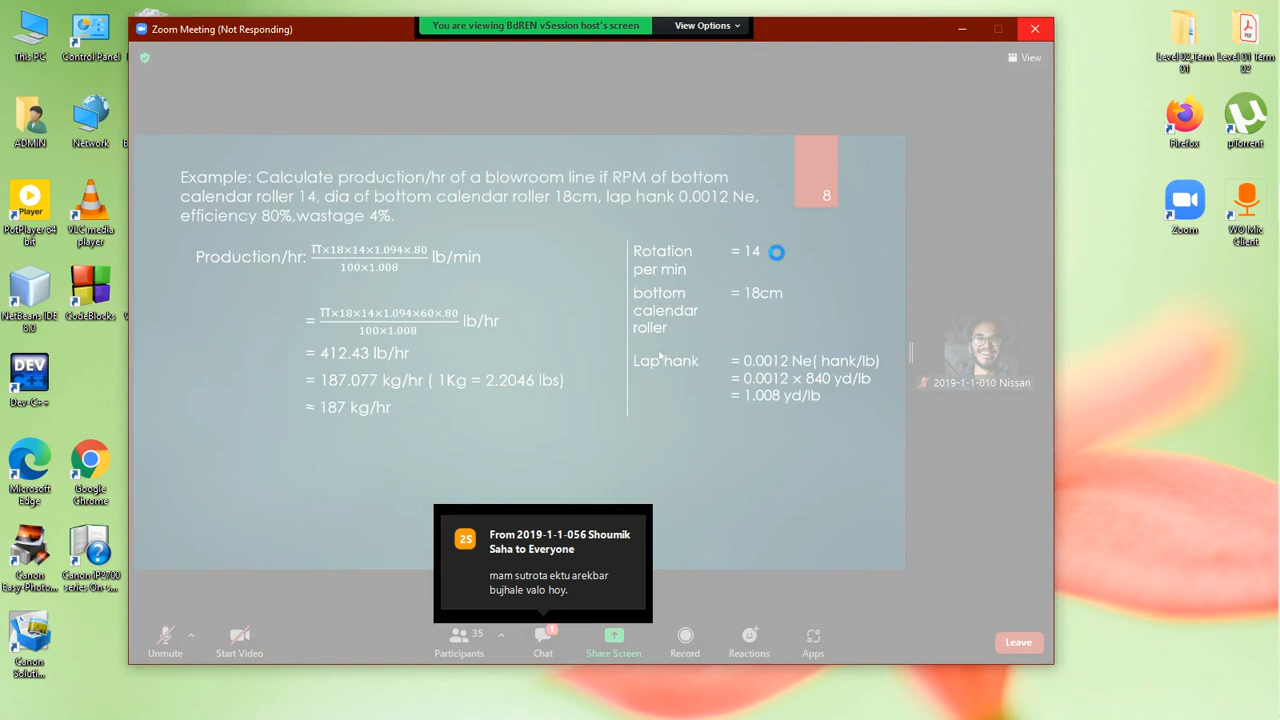 Zoom Meeting (Not Responding)
You are viewing BdREN vSession host's screen
View Options
View
This PC
Control Panel
ADMIN
Network
PotPlayer 64 bit
VLC media player
NetBeans IDE 8.0
CodeBlocks
Dev-C++
Microsoft Edge
Google Chrome
Canon Easy-Photo...
Canon iP2700 series On-s...
Canon Soluti...
Level 02,Term 01
Level 01 Term 02
Firefox
µTorrent
Zoom
WO Mic Client
8
Example: Calculate production/hr of a blowroom line if RPM of bottom
calendar roller 14, dia of bottom calendar roller 18cm, lap hank 0.0012 Ne,
efficiency 80%,wastage 4%.
Production/hr: π×18×14×1.094×.80 / 100×1.008 lb/min
= π×18×14×1.094×60×.80 / 100×1.008 lb/hr
= 412.43 lb/hr
= 187.077 kg/hr ( 1Kg = 2.2046 lbs)
≈ 187 kg/hr
Rotation per min = 14
bottom calendar roller = 18cm
Lap hank = 0.0012 Ne( hank/lb)
= 0.0012 × 840 yd/lb
= 1.008 yd/lb
2019-1-1-010 Nissan
2S
From 2019-1-1-056 Shoumik
Saha to Everyone
mam sutrota ektu arekbar
bujhale valo hoy.
Unmute
Start Video
35
Participants
1
Chat
Share Screen
Record
Reactions
Apps
Leave